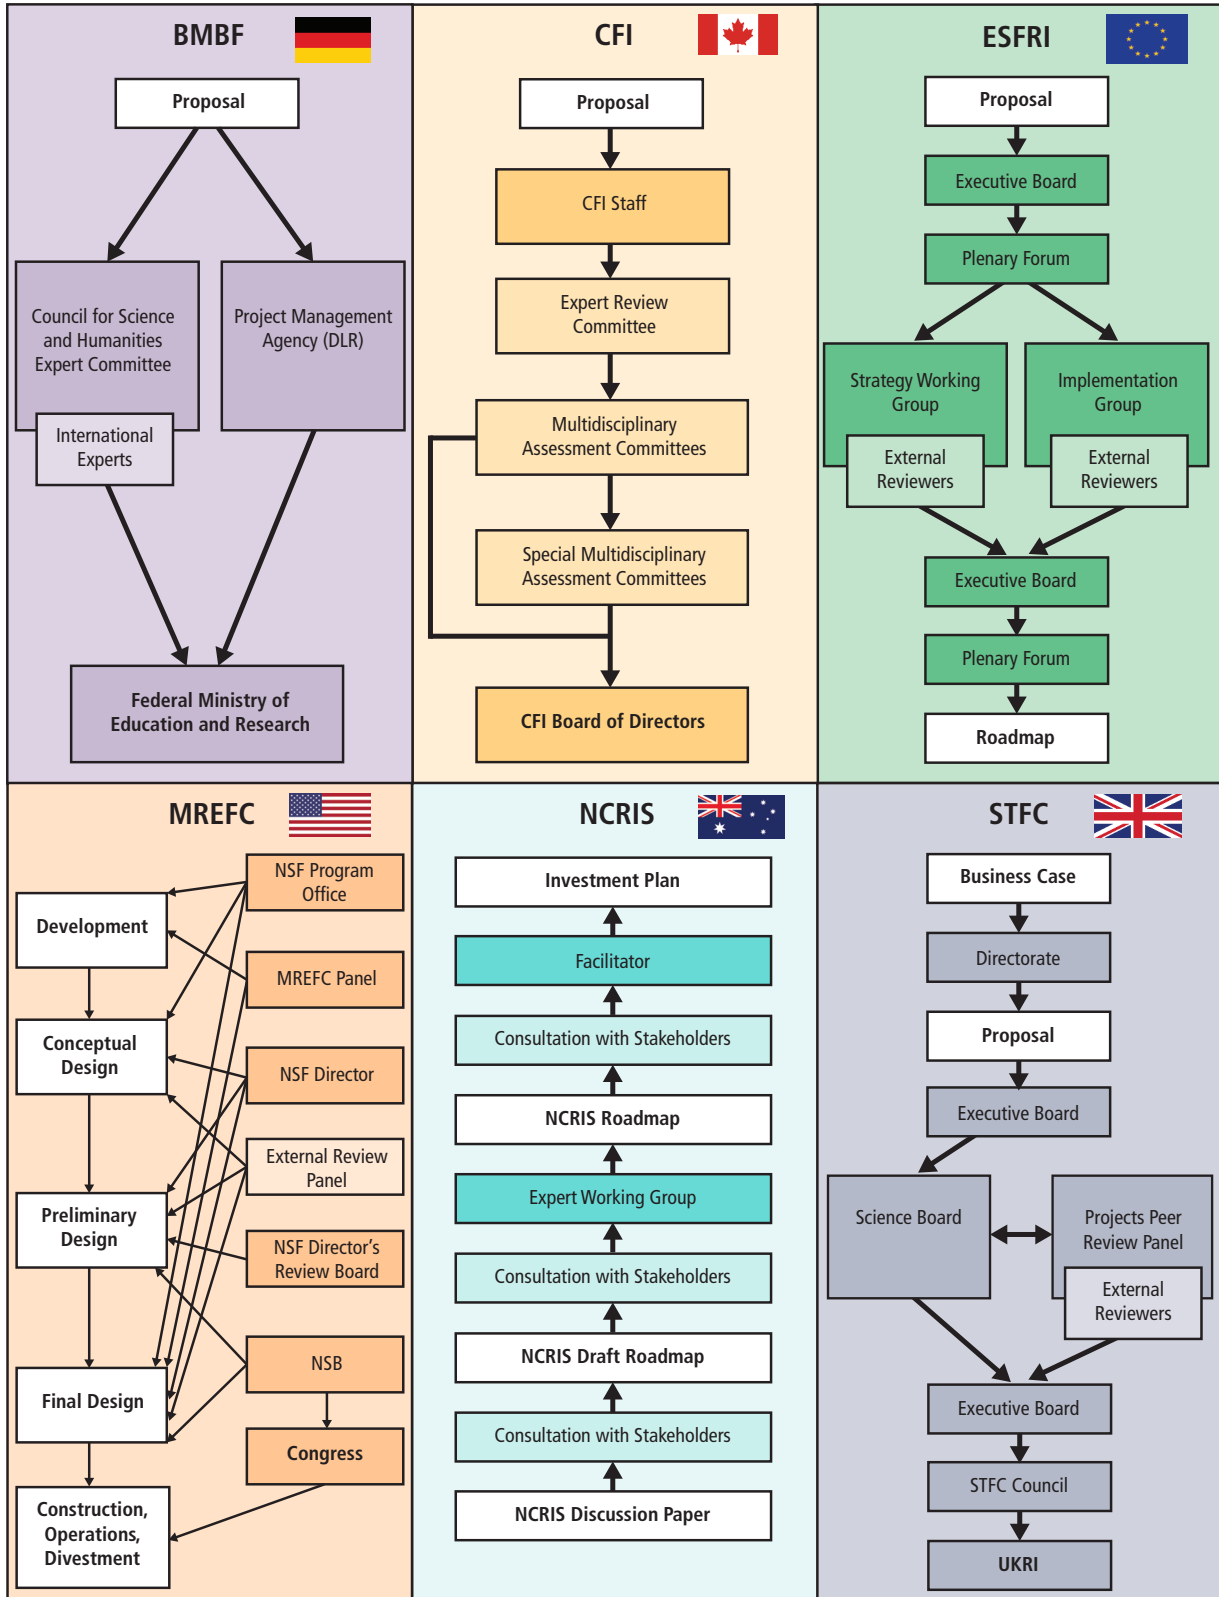 BMBF
Proposal
Council for Science
and Humanities
Expert Committee
International
Experts
Project Management
Agency (DLR)
Federal Ministry of
Education and Research
CFI
Proposal
CFI Staff
Expert Review
Committee
Multidisciplinary
Assessment Committees
Special Multidisciplinary
Assessment Committees
CFI Board of Directors
ESFRI
Proposal
Executive Board
Plenary Forum
Strategy Working
Group
External
Reviewers
Implementation
Group
External
Reviewers
Executive Board
Plenary Forum
Roadmap
MREFC
Development
Conceptual
Design
Preliminary
Design
Final Design
Construction,
Operations,
Divestment
NSF Program
Office
MREFC Panel
NSF Director
External Review
Panel
NSF Director’s
Review Board
NSB
Congress
NCRIS
Investment Plan
Facilitator
Consultation with Stakeholders
NCRIS Roadmap
Expert Working Group
Consultation with Stakeholders
NCRIS Draft Roadmap
Consultation with Stakeholders
NCRIS Discussion Paper
STFC
Business Case
Directorate
Proposal
Executive Board
Science Board
Projects Peer
Review Panel
External
Reviewers
Executive Board
STFC Council
UKRI